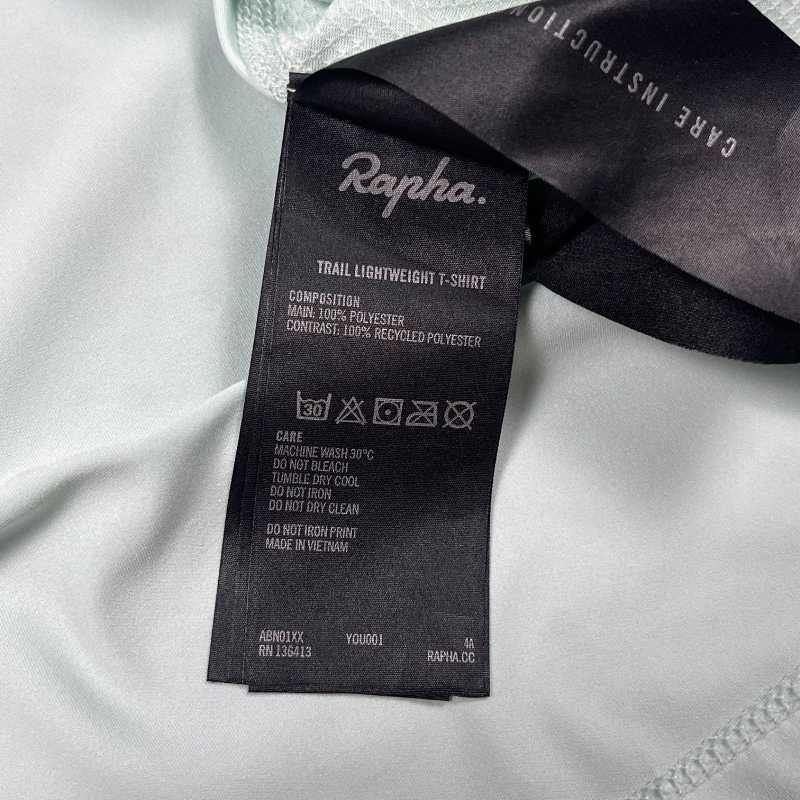 CARE INSTRUCTION
Rapha.
TRAIL LIGHTWEIGHT T-SHIRT
COMPOSITION
MAIN: 100% POLYESTER
CONTRAST: 100% RECYCLED POLYESTER
30
CARE
MACHINE WASH 30°C
DO NOT BLEACH
TUMBLE DRY COOL
DO NOT IRON
DO NOT DRY CLEAN
DO NOT IRON PRINT
MADE IN VIETNAM
ABN01XX YOU001 4A
RN 136413 RAPHA.CC